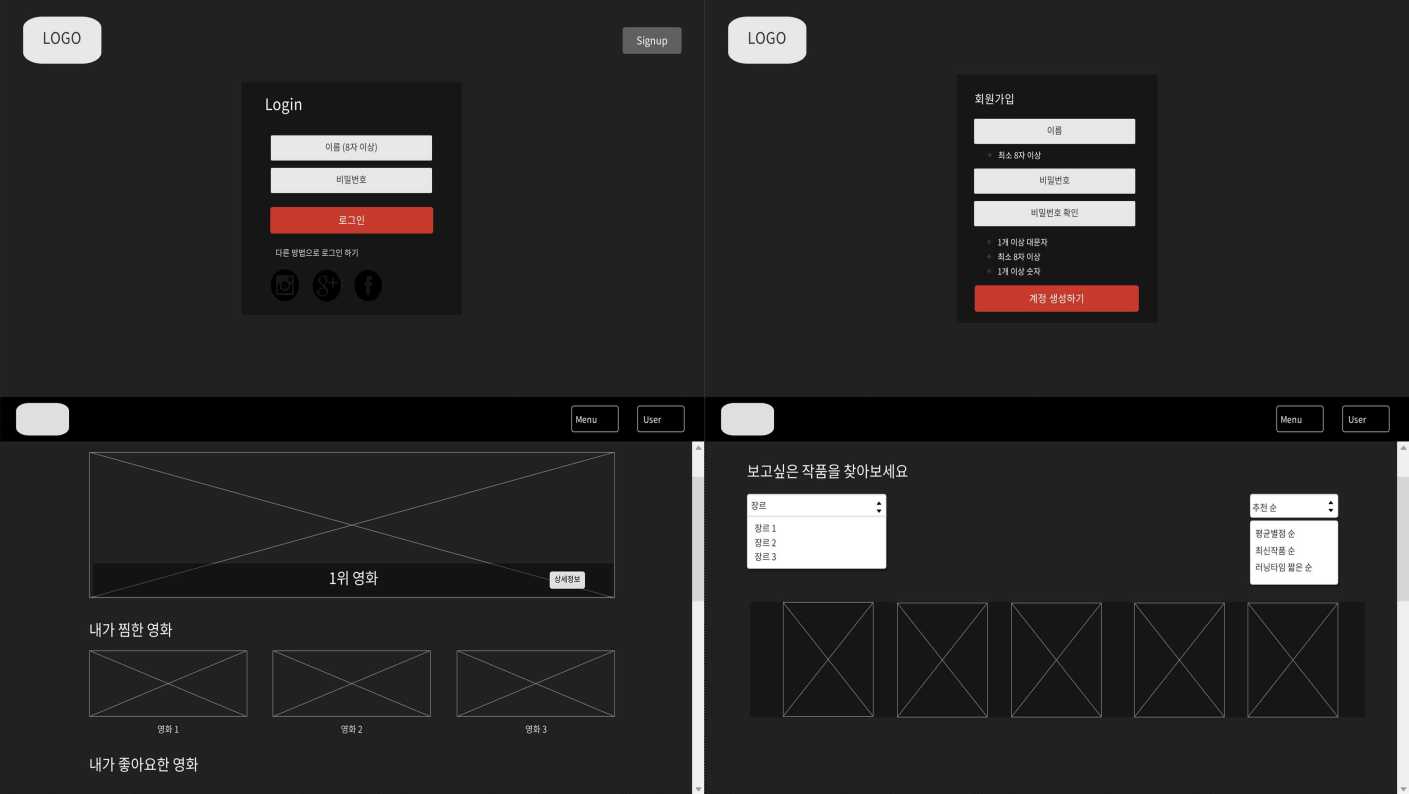 LOGO
Signup
Login
이름 (8자 이상)
비밀번호
로그인
다른 방법으로 로그인 하기
LOGO
회원가입
이름
최소 8자 이상
비밀번호
비밀번호 확인
1개 이상 대문자
최소 8자 이상
1개 이상 숫자
계정 생성하기
Menu
User
1위 영화
상세정보
내가 찜한 영화
영화 1
영화 2
영화 3
내가 좋아요한 영화
Menu
User
보고싶은 작품을 찾아보세요
장르
장르 1
장르 2
장르 3
추천 순
평균별점 순
최신작품 순
러닝타임 짧은 순